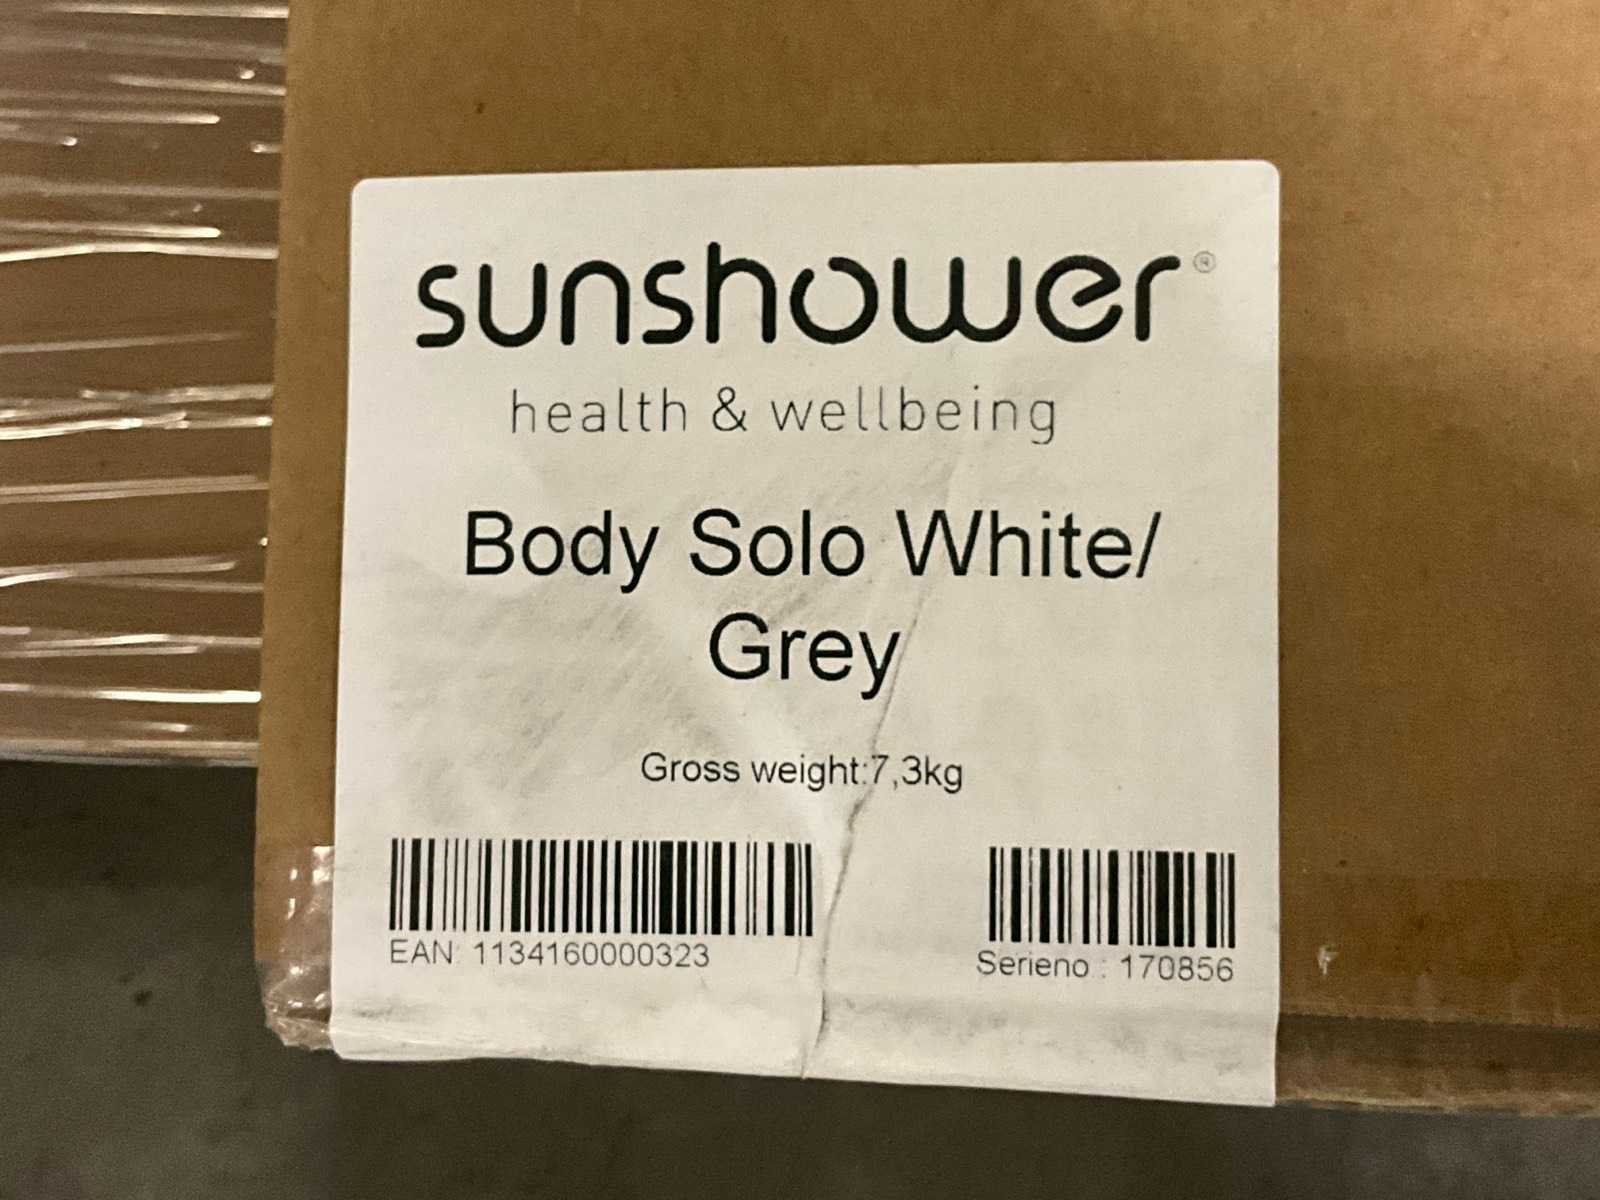 sunshower®
health & wellbeing
Body Solo White/
Grey
Gross weight:7,3kg
EAN: 1134160000323
Serieno : 170856